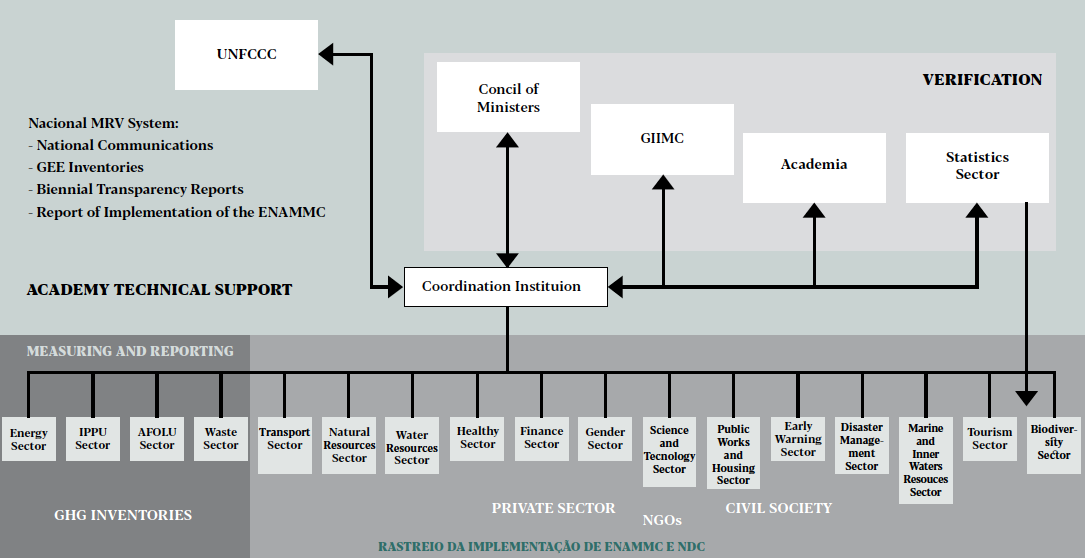 UNFCCC
Concil of
Ministers
GIIMC
Academia
Statistics
Sector
VERIFICATION
Nacional MRV System:
- National Communications
- GEE Inventories
- Biennial Transparency Reports
- Report of Implementation of the ENAMMC
ACADEMY TECHNICAL SUPPORT
Coordination Instituion
MEASURING AND REPORTING
Energy
Sector
IPPU
Sector
AFOLU
Sector
Waste
Sector
Transport
Sector
Natural
Resources
Sector
Water
Resources
Sector
Healthy
Sector
Finance
Sector
Gender
Sector
Science
and
Tecnology
Sector
Public
Works
and
Housing
Sector
Early
Warning
Sector
Disaster
Manage-
ment
Sector
Marine
and
Inner
Waters
Resouces
Sector
Tourism
Sector
Biodiver-
sity
Sector
GHG INVENTORIES
PRIVATE SECTOR
NGOs
CIVIL SOCIETY
RASTREIO DA IMPLEMENTAÇÃO DE ENAMMC E NDC